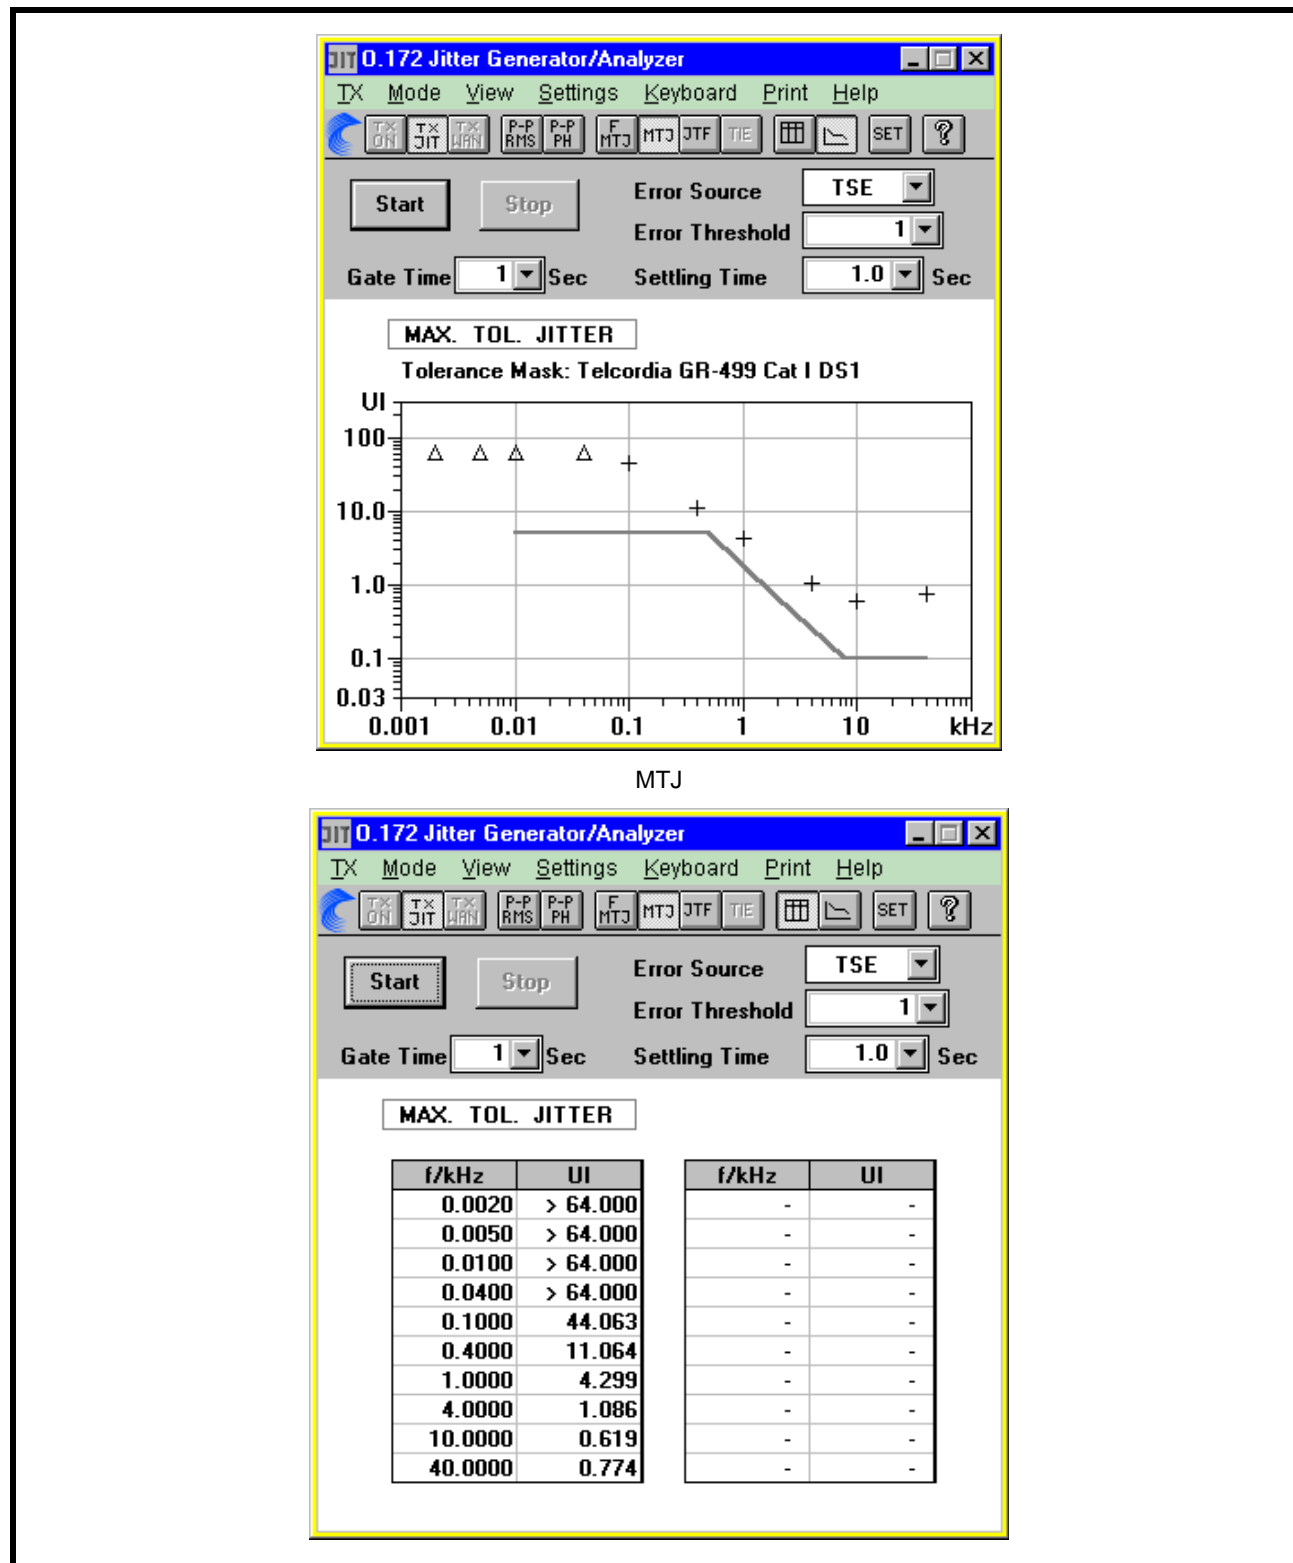 JIT O.172 Jitter Generator/Analyzer
TX Mode View Settings Keyboard Print Help
TX ON TX JIT TX WAN P-P RMS P-P PH F MTJ MTJ JTF TIE SET ?
Start Stop Error Source TSE
Error Threshold 1
Gate Time 1 Sec Settling Time 1.0 Sec
MAX. TOL. JITTER
Tolerance Mask: Telcordia GR-499 Cat I DS1
UI
100
10.0
1.0
0.1
0.03
0.001 0.01 0.1 1 10 kHz
MTJ
JIT O.172 Jitter Generator/Analyzer
TX Mode View Settings Keyboard Print Help
TX ON TX JIT TX WAN P-P RMS P-P PH F MTJ MTJ JTF TIE SET ?
Start Stop Error Source TSE
Error Threshold 1
Gate Time 1 Sec Settling Time 1.0 Sec
MAX. TOL. JITTER
f/kHz UI f/kHz UI
0.0020 > 64.000 - -
0.0050 > 64.000 - -
0.0100 > 64.000 - -
0.0400 > 64.000 - -
0.1000 44.063 - -
0.4000 11.064 - -
1.0000 4.299 - -
4.0000 1.086 - -
10.0000 0.619 - -
40.0000 0.774 - -